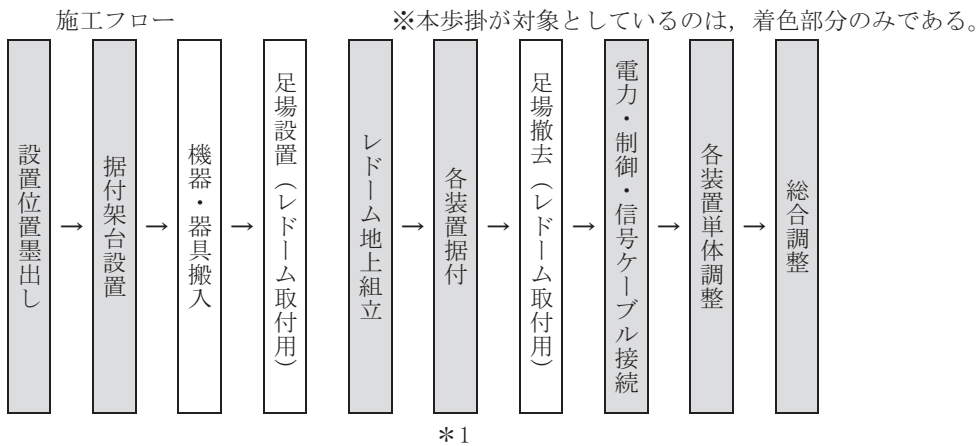 施工フロー
※本歩掛が対象としているのは，着色部分のみである。
設置位置墨出し
→
据付架台設置
→
機器・器具搬入
→
足場設置（レドーム取付用）
レドーム地上組立
→
各装置据付
→
足場撤去（レドーム取付用）
→
電力・制御・信号ケーブル接続
→
各装置単体調整
→
総合調整
＊1